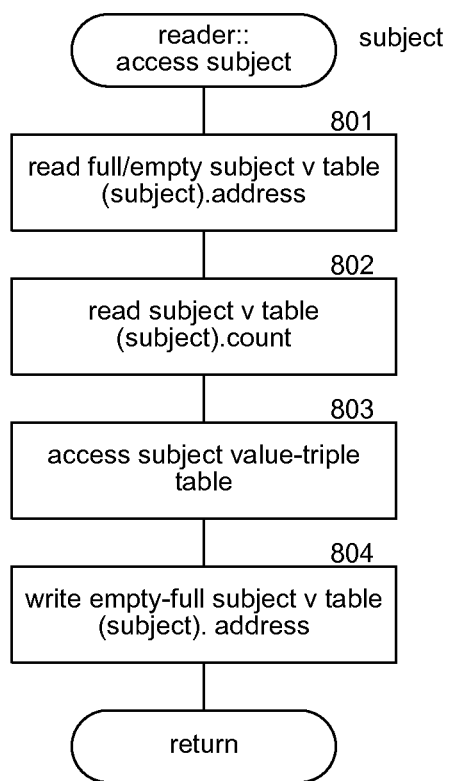 reader::
access subject
subject
801
read full/empty subject v table
(subject).address
802
read subject v table
(subject).count
803
access subject value-triple
table
804
write empty-full subject v table
(subject). address
return